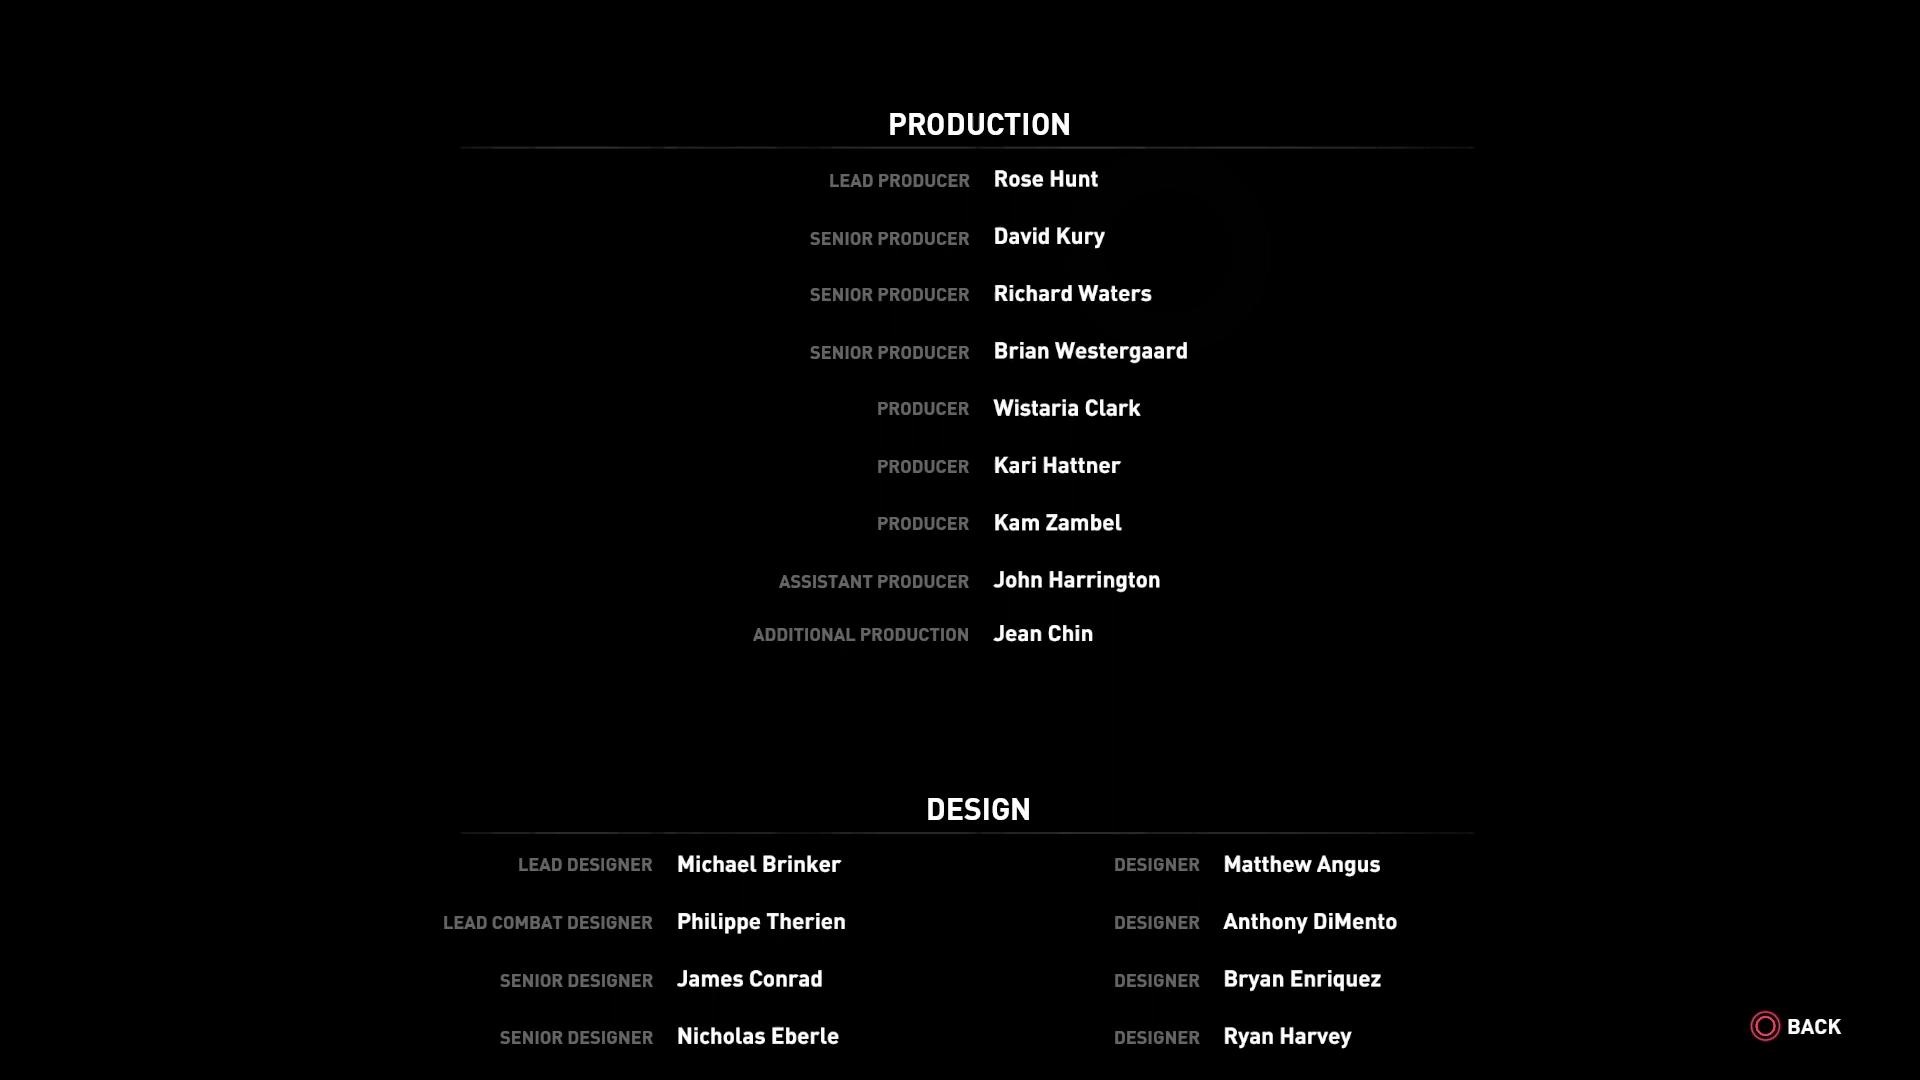 PRODUCTION
LEAD PRODUCER Rose Hunt
SENIOR PRODUCER David Kury
SENIOR PRODUCER Richard Waters
SENIOR PRODUCER Brian Westergaard
PRODUCER Wistaria Clark
PRODUCER Kari Hattner
PRODUCER Kam Zambel
ASSISTANT PRODUCER John Harrington
ADDITIONAL PRODUCTION Jean Chin
DESIGN
LEAD DESIGNER Michael Brinker DESIGNER Matthew Angus
LEAD COMBAT DESIGNER Philippe Therien DESIGNER Anthony DiMento
SENIOR DESIGNER James Conrad DESIGNER Bryan Enriquez
SENIOR DESIGNER Nicholas Eberle DESIGNER Ryan Harvey
BACK